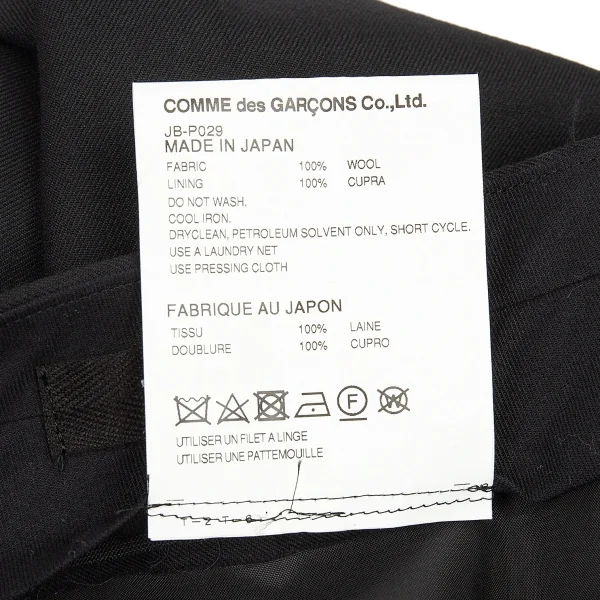 COMME des GARÇONS Co.,Ltd.
JB-P029
MADE IN JAPAN
FABRIC 100% WOOL
LINING 100% CUPRA
DO NOT WASH.
COOL IRON.
DRYCLEAN, PETROLEUM SOLVENT ONLY, SHORT CYCLE.
USE A LAUNDRY NET
USE PRESSING CLOTH
FABRIQUE AU JAPON
TISSU 100% LAINE
DOUBLURE 100% CUPRO
F W
UTILISER UN FILET A LINGE
UTILISER UNE PATTEMOUILLE